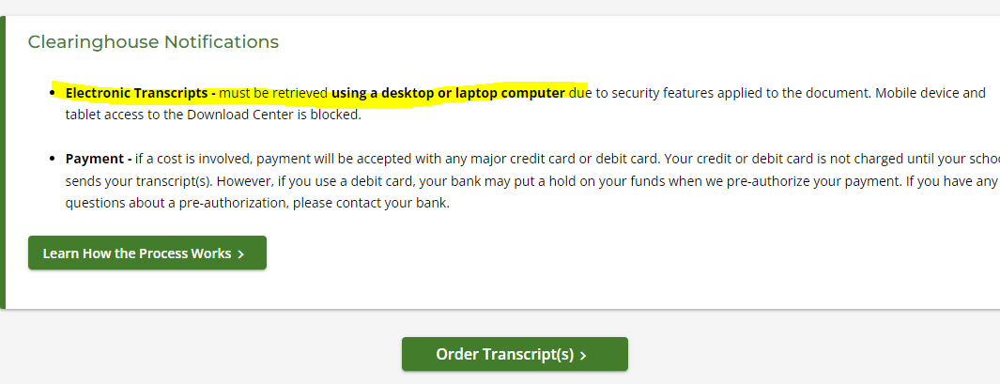 Clearinghouse Notifications
• Electronic Transcripts - must be retrieved using a desktop or laptop computer due to security features applied to the document. Mobile device and
tablet access to the Download Center is blocked.
• Payment - if a cost is involved, payment will be accepted with any major credit card or debit card. Your credit or debit card is not charged until your
sends your transcript(s). However, if you use a debit card, your bank may put a hold on your funds when we pre-authorize your payment. If you have any
questions about a pre-authorization, please contact your bank.
Learn How the Process Works >
Order Transcript(s) >